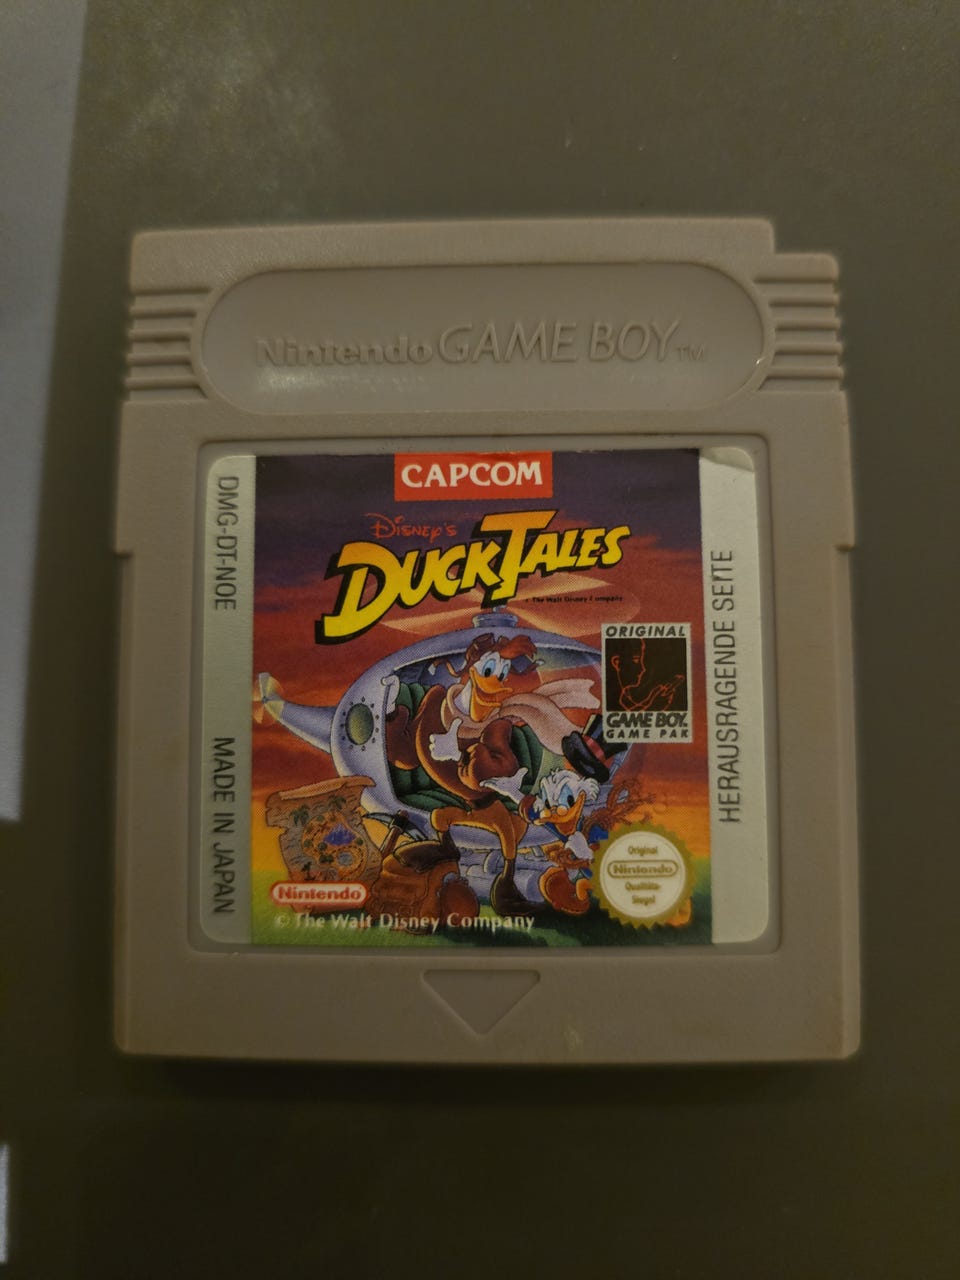 Nintendo GAME BOY TM
CAPCOM
DMG-DT-NOE
MADE IN JAPAN
DISNEY'S
DUCKTALES
© The Walt Disney Company
ORIGINAL
GAME BOY
GAME PAK
HERAUSRAGENDE SEITE
Original
Nintendo
Qualitäts-
Siegel
Nintendo
© The Walt Disney Company